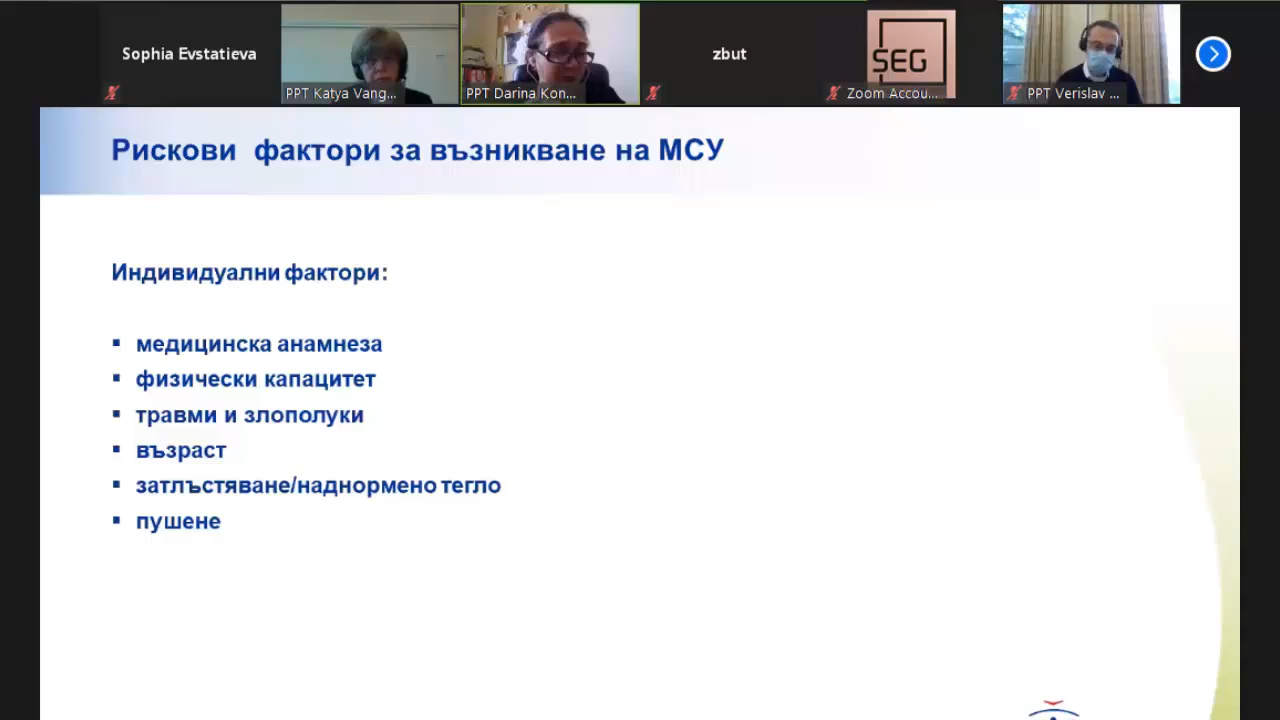 Sophia Evstatieva
PPT Katya Vang...
PPT Darina Kon...
zbut
SEG
Zoom Accou...
PPT Verislav ...
Рискови фактори за възникване на МСУ
Индивидуални фактори:
▪ медицинска анамнеза
▪ физически капацитет
▪ травми и злополуки
▪ възраст
▪ затлъстяване/наднормено тегло
▪ пушене